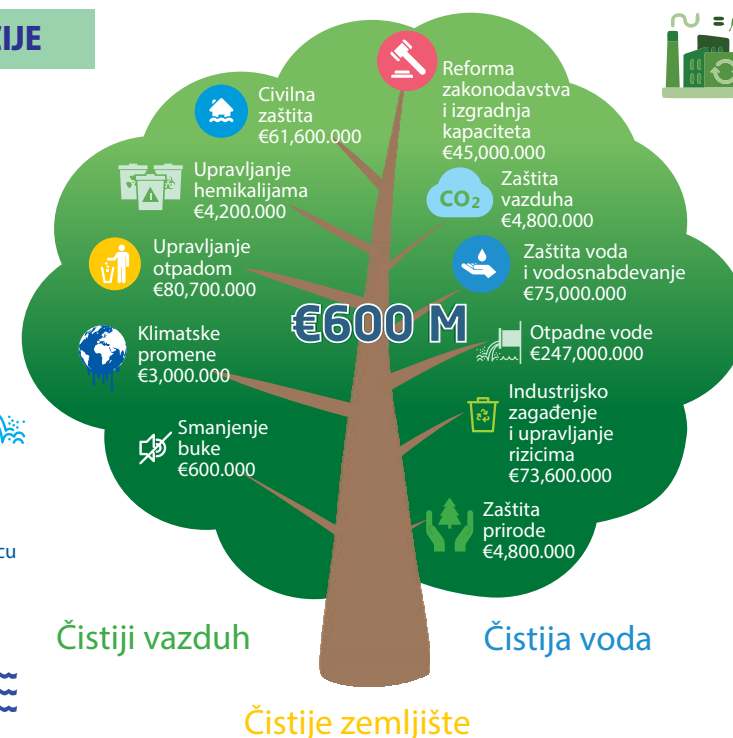 Civilna
zaštita
€61,600.000
Upravljanje
hemikalijama
€4,200.000
Upravljanje
otpadom
€80,700.000
Klimatske
promene
€3,000.000
Smanjenje
buke
€600.000
Reforma
zakonodavstva
i izgradnja
kapaciteta
€45,000.000
CO₂
Zaštita
vazduha
€4,800.000
Zaštita voda
i vodosnabdevanje
€75,000.000
€600 M
Otpadne vode
€247,000.000
Industrijsko
zagađenje
i upravljanje
rizicima
€73,600.000
Zaštita
prirode
€4,800.000
Čistiji vazduh
Čistija voda
Čistije zemljište